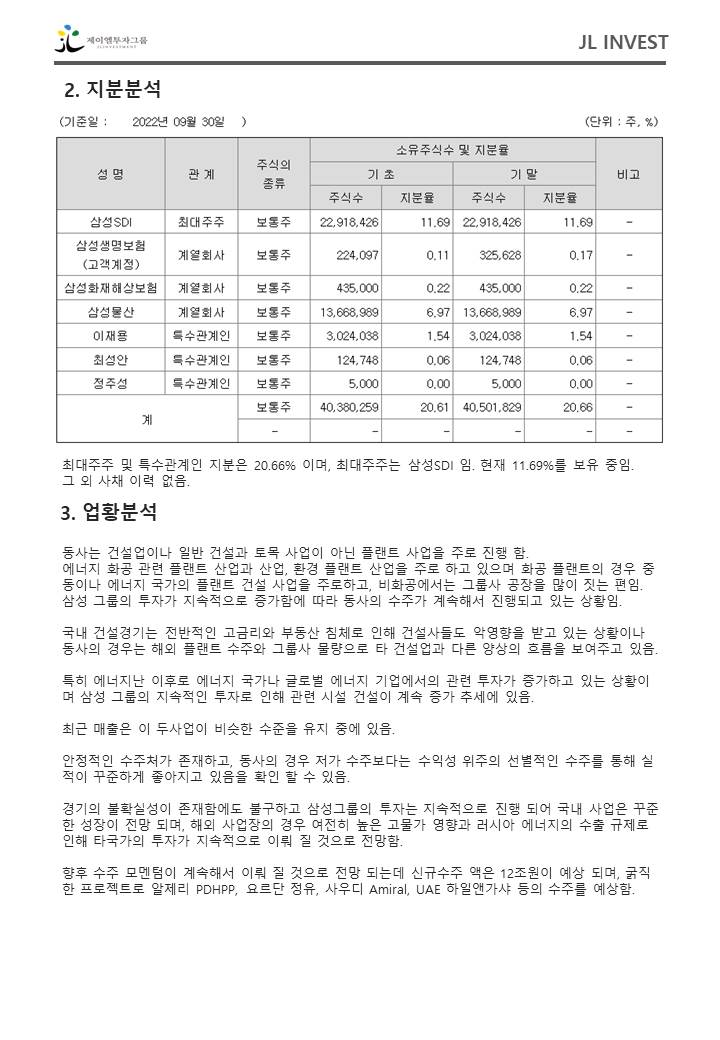 제이엘투자그룹
JLINVESTMENT
JL INVEST
2. 지분분석
(기준일 : 2022년 09월 30일 ) (단위 : 주, %)
성 명 관 계 주식의 종류 소유주식수 및 지분율 비고
기 초 기 말
주식수 지분율 주식수 지분율
삼성SDI 최대주주 보통주 22,918,426 11.69 22,918,426 11.69 -
삼성생명보험
(고객계정) 계열회사 보통주 224,097 0.11 325,628 0.17 -
삼성화재해상보험 계열회사 보통주 435,000 0.22 435,000 0.22 -
삼성물산 계열회사 보통주 13,668,989 6.97 13,668,989 6.97 -
이재용 특수관계인 보통주 3,024,038 1.54 3,024,038 1.54 -
최성안 특수관계인 보통주 124,748 0.06 124,748 0.06 -
정주성 특수관계인 보통주 5,000 0.00 5,000 0.00 -
계 보통주 40,380,259 20.61 40,501,829 20.66 -
- - - - - -
최대주주 및 특수관계인 지분은 20.66% 이며, 최대주주는 삼성SDI 임. 현재 11.69%를 보유 중임.
그 외 사채 이력 없음.
3. 업황분석
동사는 건설업이나 일반 건설과 토목 사업이 아닌 플랜트 사업을 주로 진행 함.
에너지 화공 관련 플랜트 산업과 산업, 환경 플랜트 산업을 주로 하고 있으며 화공 플랜트의 경우 중
동이나 에너지 국가의 플랜트 건설 사업을 주로하고, 비화공에서는 그룹사 공장을 많이 짓는 편임.
삼성 그룹의 투자가 지속적으로 증가함에 따라 동사의 수주가 계속해서 진행되고 있는 상황임.
국내 건설경기는 전반적인 고금리와 부동산 침체로 인해 건설사들도 악영향을 받고 있는 상황이나
동사의 경우는 해외 플랜트 수주와 그룹사 물량으로 타 건설업과 다른 양상의 흐름을 보여주고 있음.
특히 에너지난 이후로 에너지 국가나 글로벌 에너지 기업에서의 관련 투자가 증가하고 있는 상황이
며 삼성 그룹의 지속적인 투자로 인해 관련 시설 건설이 계속 증가 추세에 있음.
최근 매출은 이 두사업이 비슷한 수준을 유지 중에 있음.
안정적인 수주처가 존재하고, 동사의 경우 저가 수주보다는 수익성 위주의 선별적인 수주를 통해 실
적이 꾸준하게 좋아지고 있음을 확인 할 수 있음.
경기의 불확실성이 존재함에도 불구하고 삼성그룹의 투자는 지속적으로 진행 되어 국내 사업은 꾸준
한 성장이 전망 되며, 해외 사업장의 경우 여전히 높은 고물가 영향과 러시아 에너지의 수출 규제로
인해 타국가의 투자가 지속적으로 이뤄 질 것으로 전망함.
향후 수주 모멘텀이 계속해서 이뤄 질 것으로 전망 되는데 신규수주 액은 12조원이 예상 되며, 굵직
한 프로젝트로 알제리 PDHPP, 요르단 정유, 사우디 Amiral, UAE 하일앤가샤 등의 수주를 예상함.